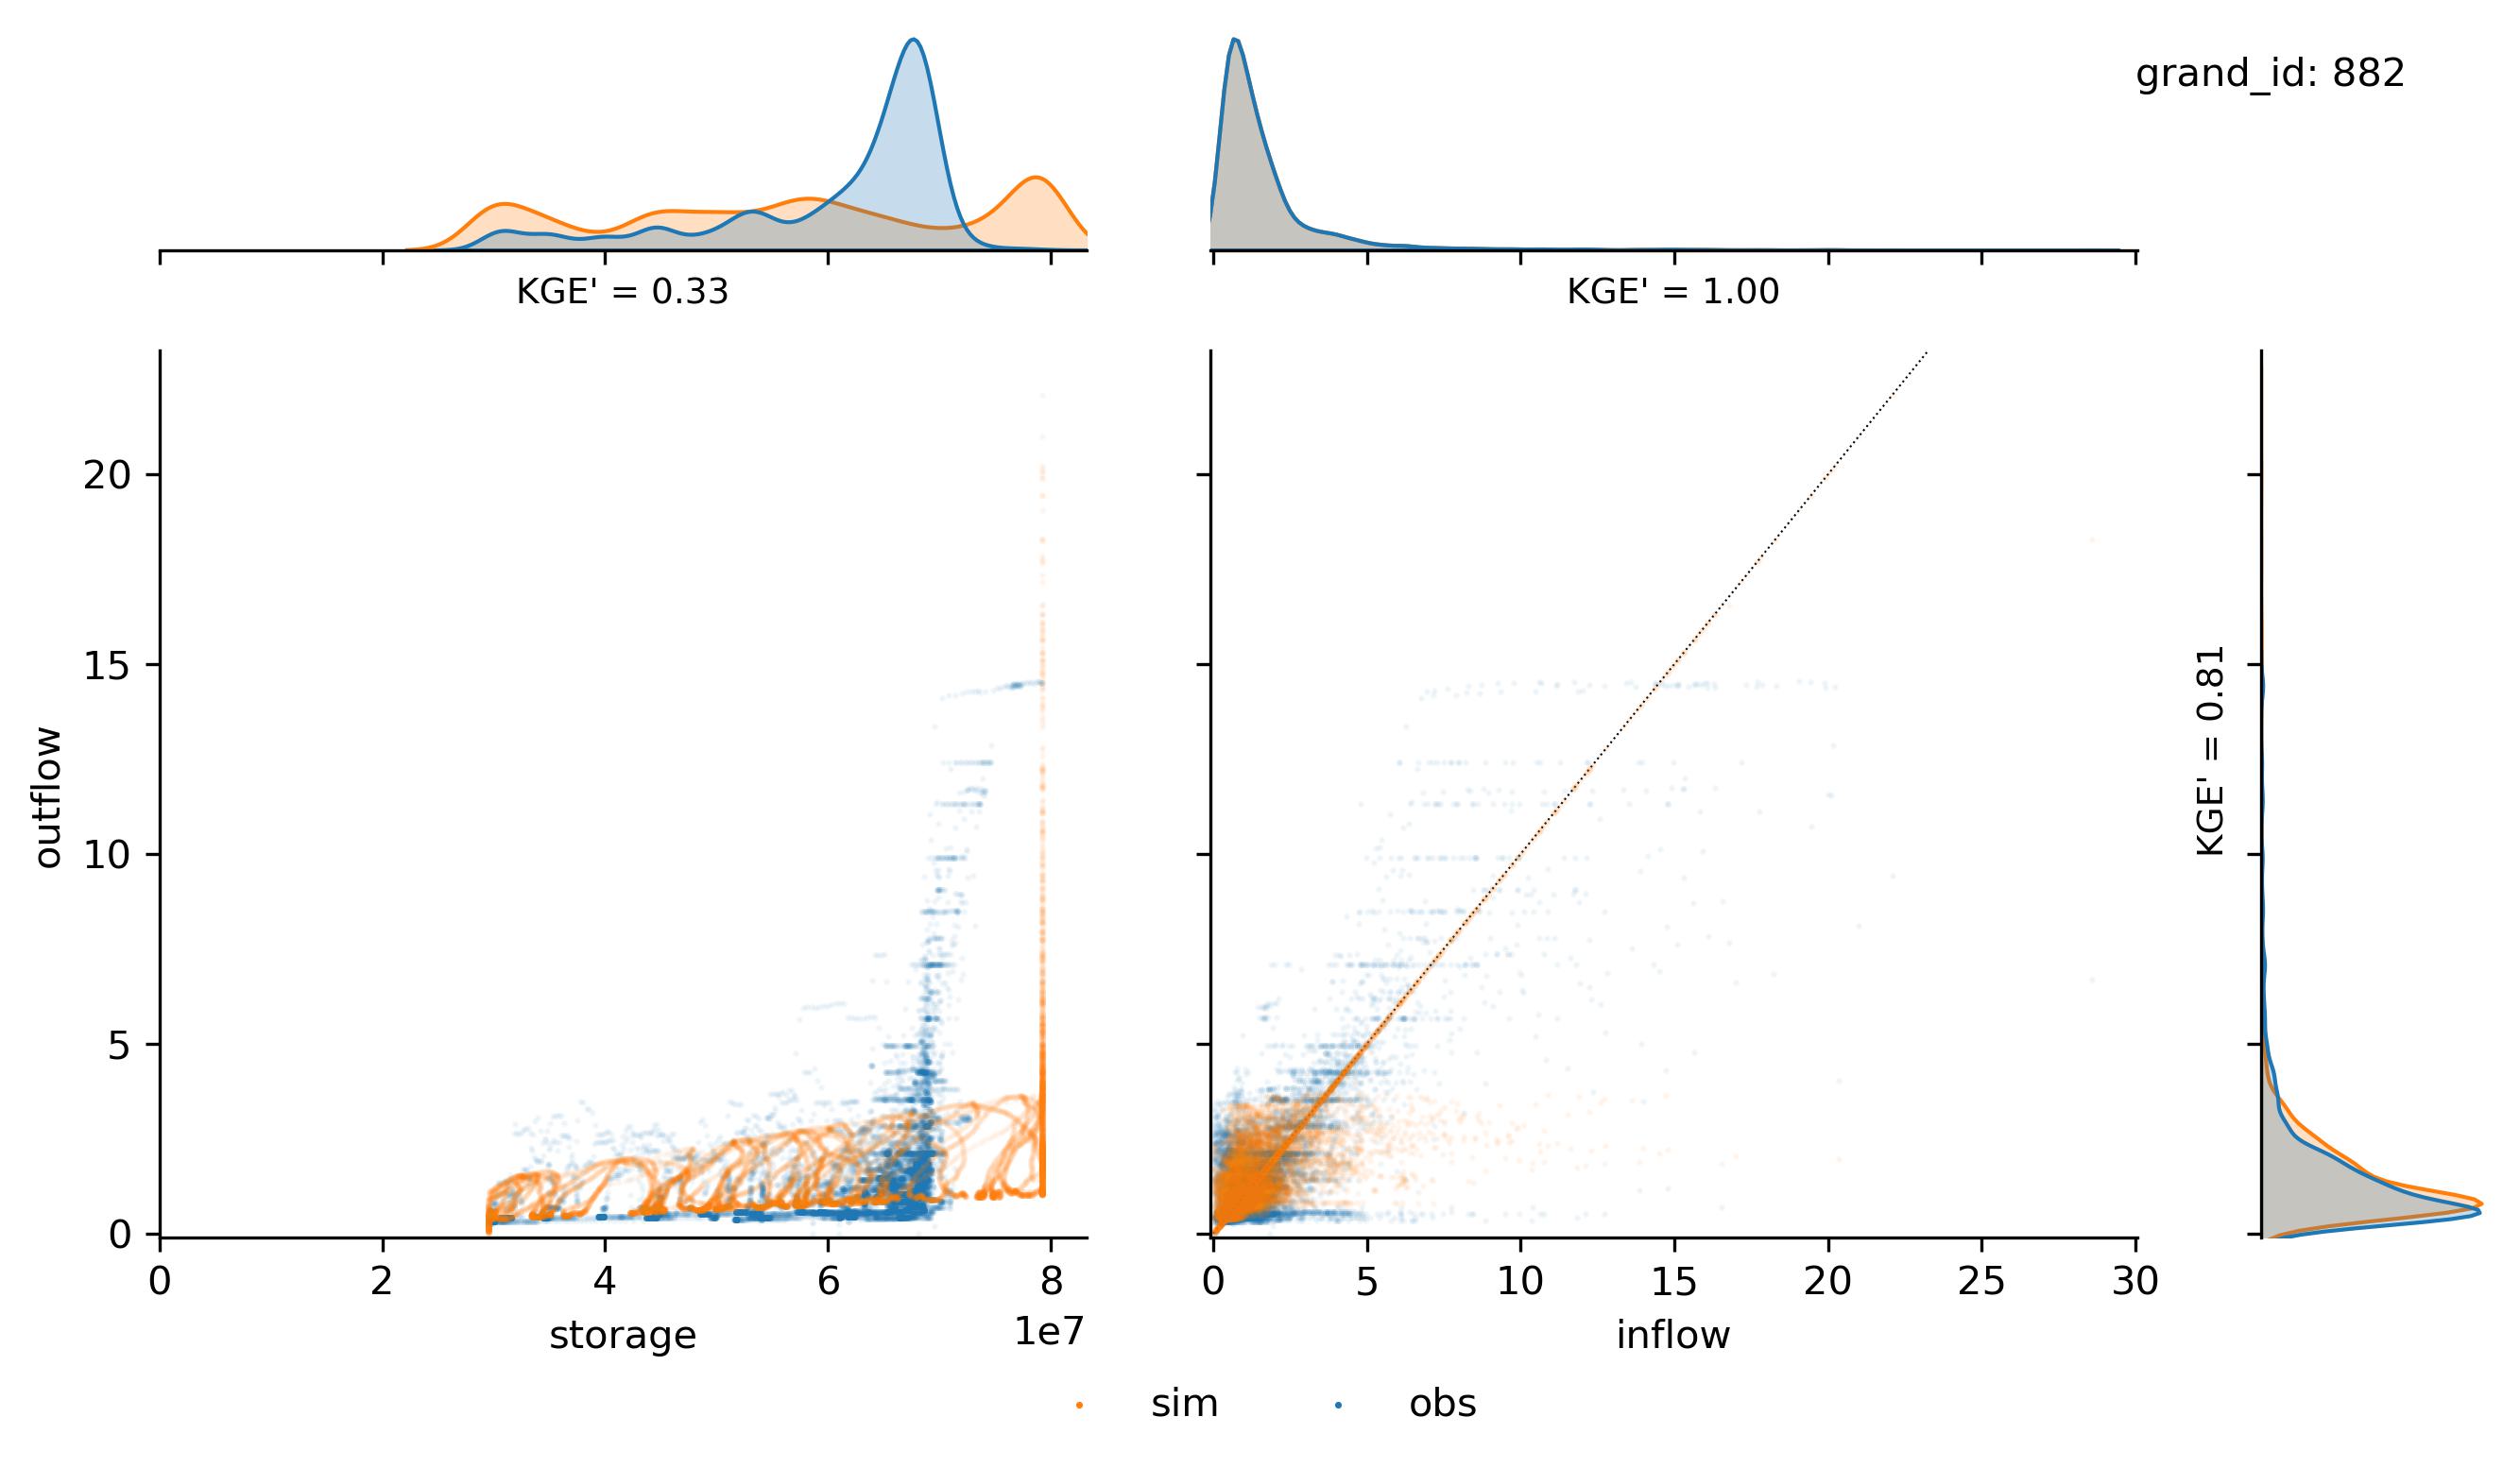 grand_id: 882
KGE' = 0.33
KGE' = 1.00
outflow
20
15
10
5
0
KGE' = 0.81
0 2 4 6 8
1e7
storage
0 5 10 15 20 25 30
inflow
sim obs